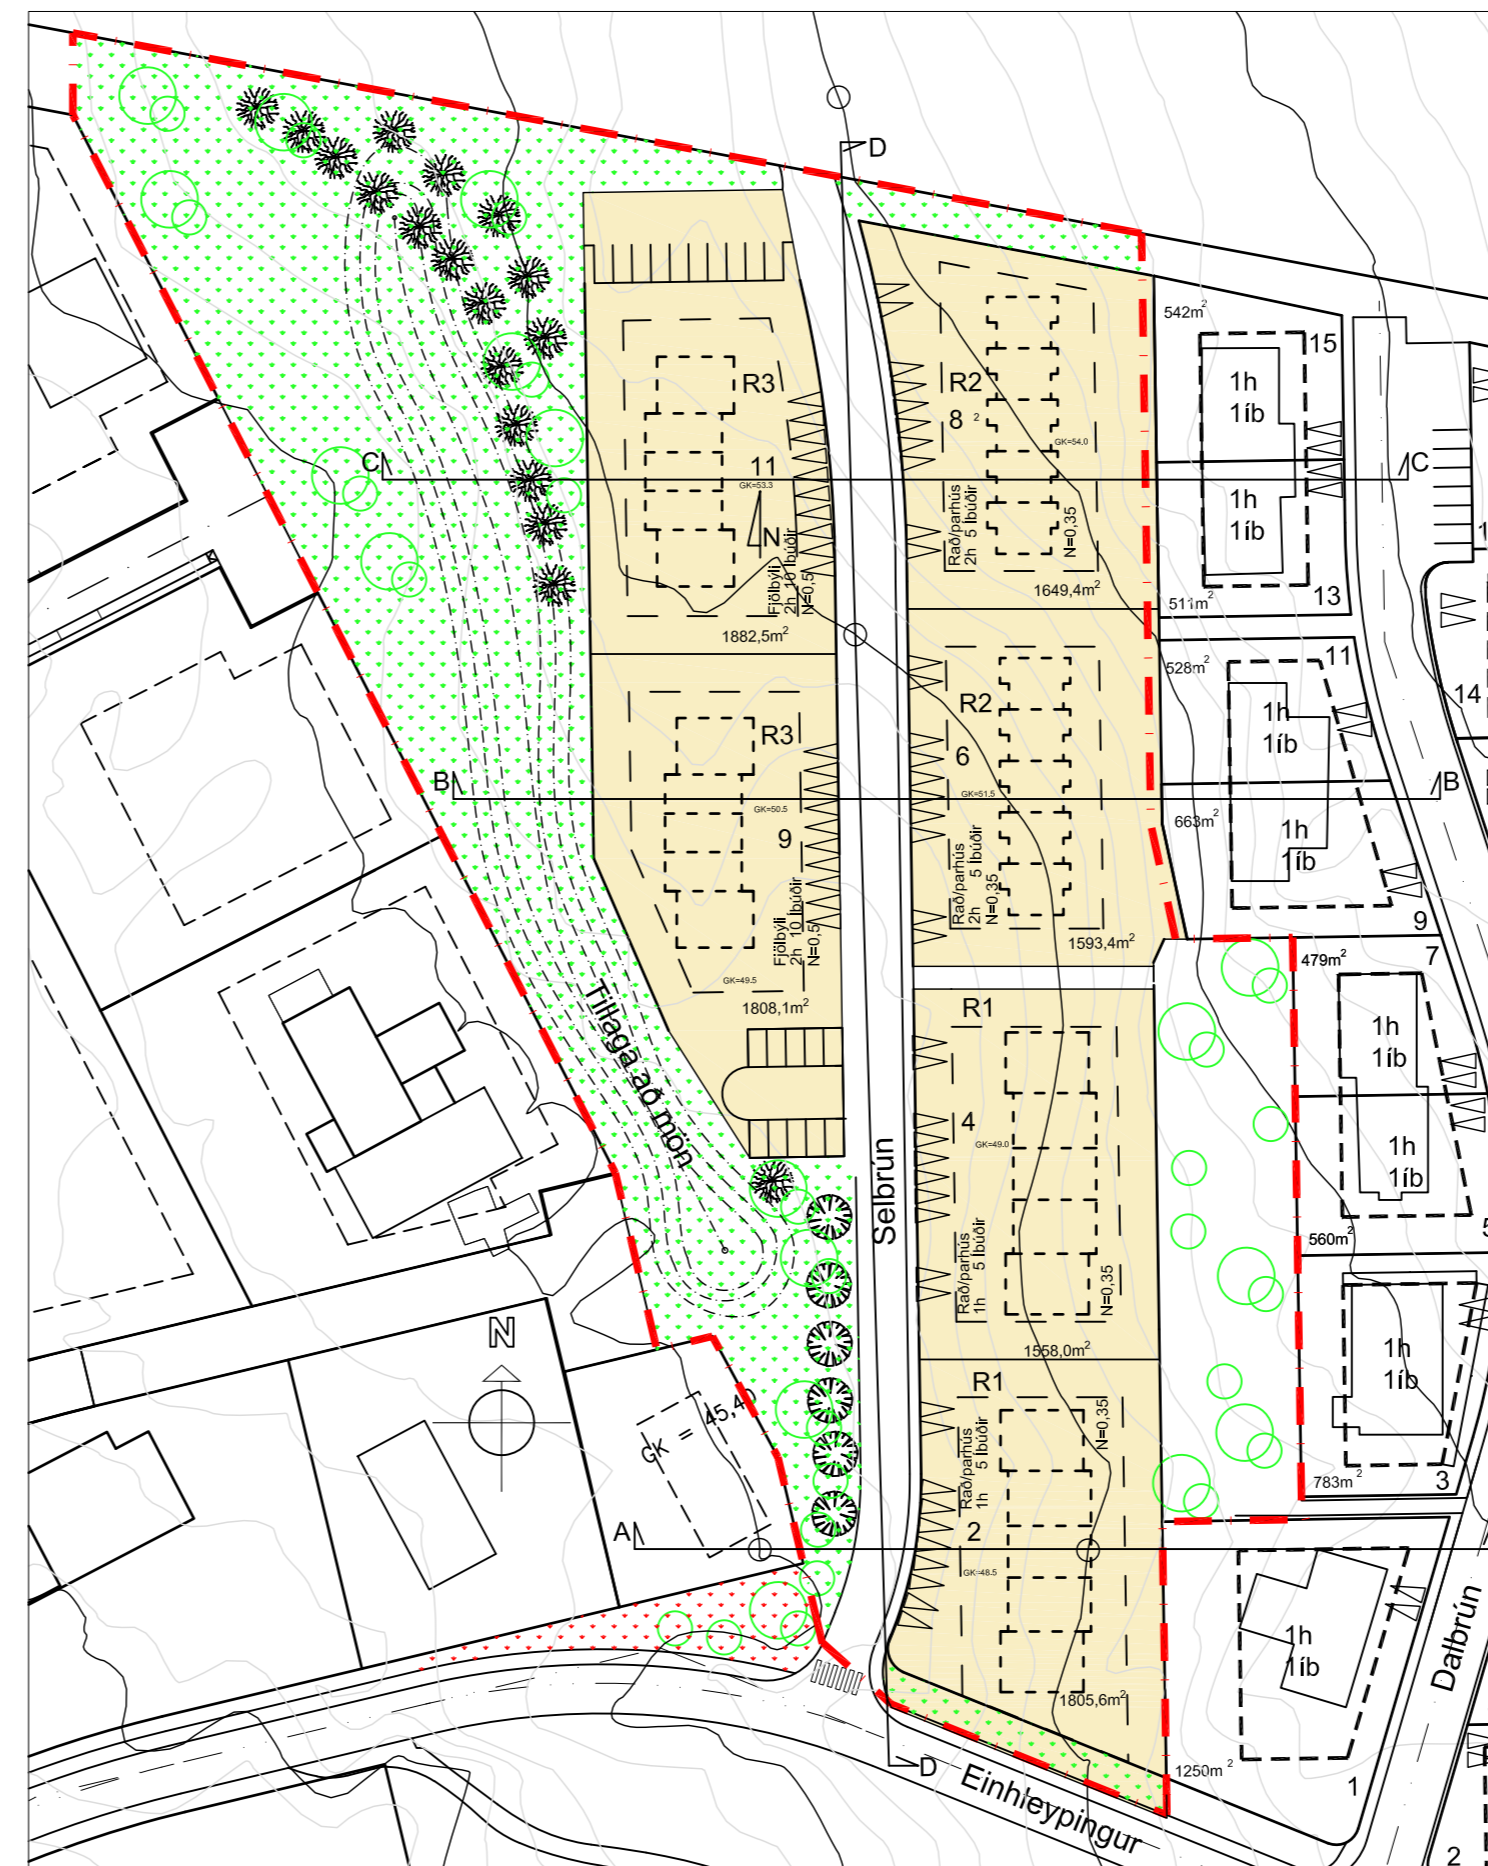 D
542m²
15
1h
1íb
R3
R2
8 ²
GK=54.0
C
11
GK=53.3
C
1h
1íb
N
Fjölbýli
2h 10 Íbúðir
N=0,5
Rað/parhús
2h 5 Íbúðir
N=0,35
1649,4m²
511m²
13
1882,5m²
528m²
11
14
R3
R2
1h
1íb
6
B
GK=50.5
GK=51.5
B
9
663m²
1h
1íb
Fjölbýli
2h 10 Íbúðir
N=0,5
Rað/parhús
2h 5 Íbúðir
N=0,35
1593,4m²
9
7
479m²
GK=49.5
1808,1m²
R1
1h
1íb
Tillaga að mön
4
GK=49.0
1h
1íb
Selbrún
Rað/parhús
1h 5 Íbúðir
N=0,35
560m²
5
1558,0m²
N
1h
1íb
R1
GK = 45,40
Rað/parhús
1h 5 Íbúðir
N=0,35
783m²
3
A
2
GK=48.5
1h
1íb
Dalbrún
1805,6m²
D
1250m²
1
Einhleypingur
2